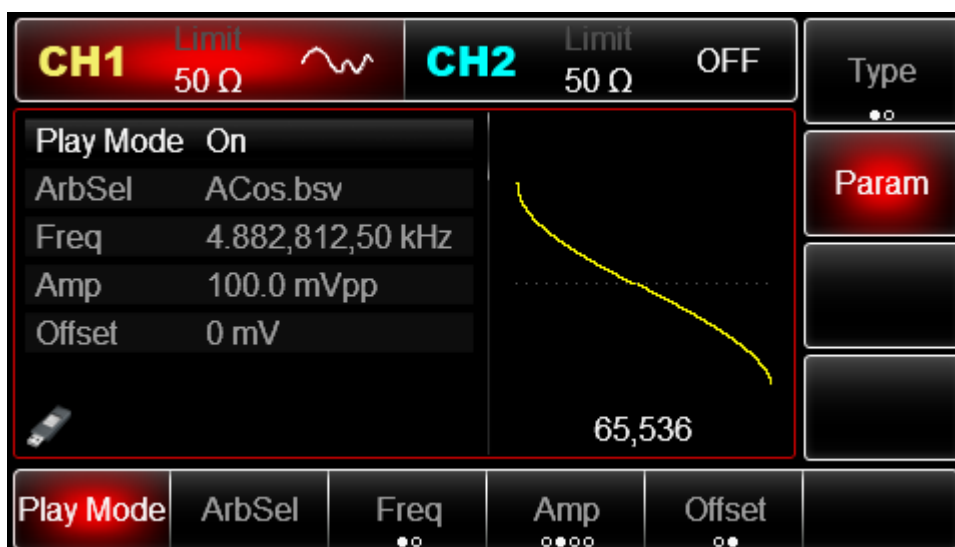 CH1 Limit 50 Ω
CH2 Limit 50 Ω OFF
Type
Play Mode On
ArbSel ACos.bsv
Freq 4.882,812,50 kHz
Amp 100.0 mVpp
Offset 0 mV
65,536
Param
Play Mode ArbSel Freq Amp Offset